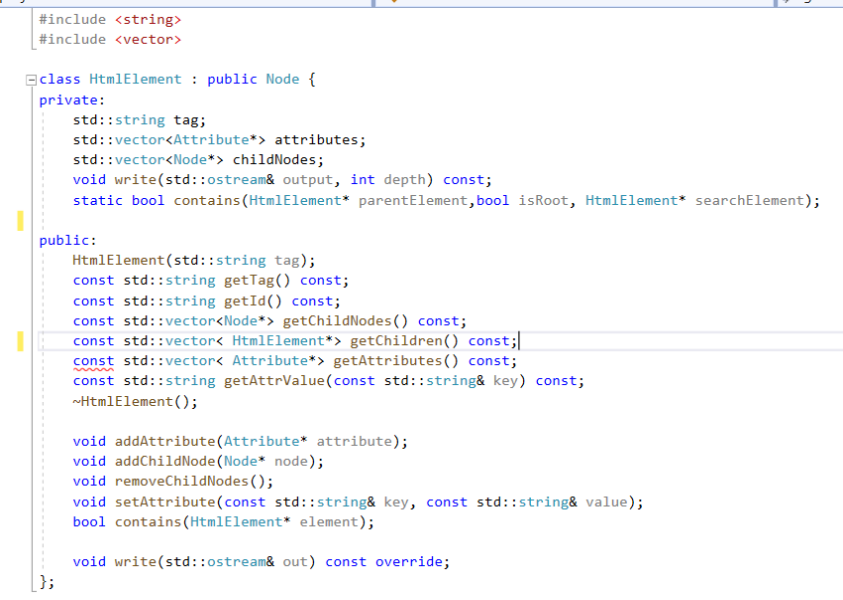 #include <string>
#include <vector>
class HtmlElement : public Node {
private:
    std::string tag;
    std::vector<Attribute*> attributes;
    std::vector<Node*> childNodes;
    void write(std::ostream& output, int depth) const;
    static bool contains(HtmlElement* parentElement,bool isRoot, HtmlElement* searchElement);
public:
    HtmlElement(std::string tag);
    const std::string getTag() const;
    const std::string getId() const;
    const std::vector<Node*> getChildNodes() const;
    const std::vector< HtmlElement*> getChildren() const;
    const std::vector< Attribute*> getAttributes() const;
    const std::string getAttrValue(const std::string& key) const;
    ~HtmlElement();
    void addAttribute(Attribute* attribute);
    void addChildNode(Node* node);
    void removeChildNodes();
    void setAttribute(const std::string& key, const std::string& value);
    bool contains(HtmlElement* element);
    void write(std::ostream& out) const override;
};